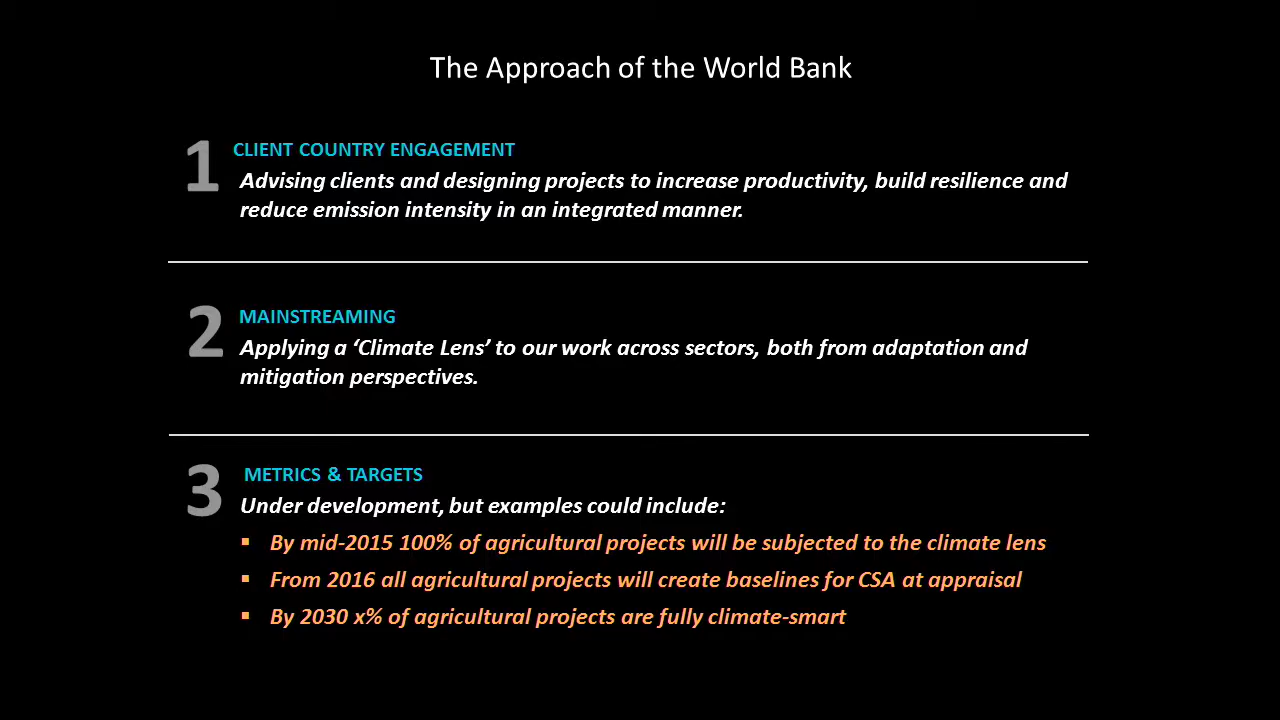 The Approach of the World Bank
1 CLIENT COUNTRY ENGAGEMENT
Advising clients and designing projects to increase productivity, build resilience and
reduce emission intensity in an integrated manner.
2 MAINSTREAMING
Applying a ‘Climate Lens’ to our work across sectors, both from adaptation and
mitigation perspectives.
3 METRICS & TARGETS
Under development, but examples could include:
▪ By mid-2015 100% of agricultural projects will be subjected to the climate lens
▪ From 2016 all agricultural projects will create baselines for CSA at appraisal
▪ By 2030 x% of agricultural projects are fully climate-smart